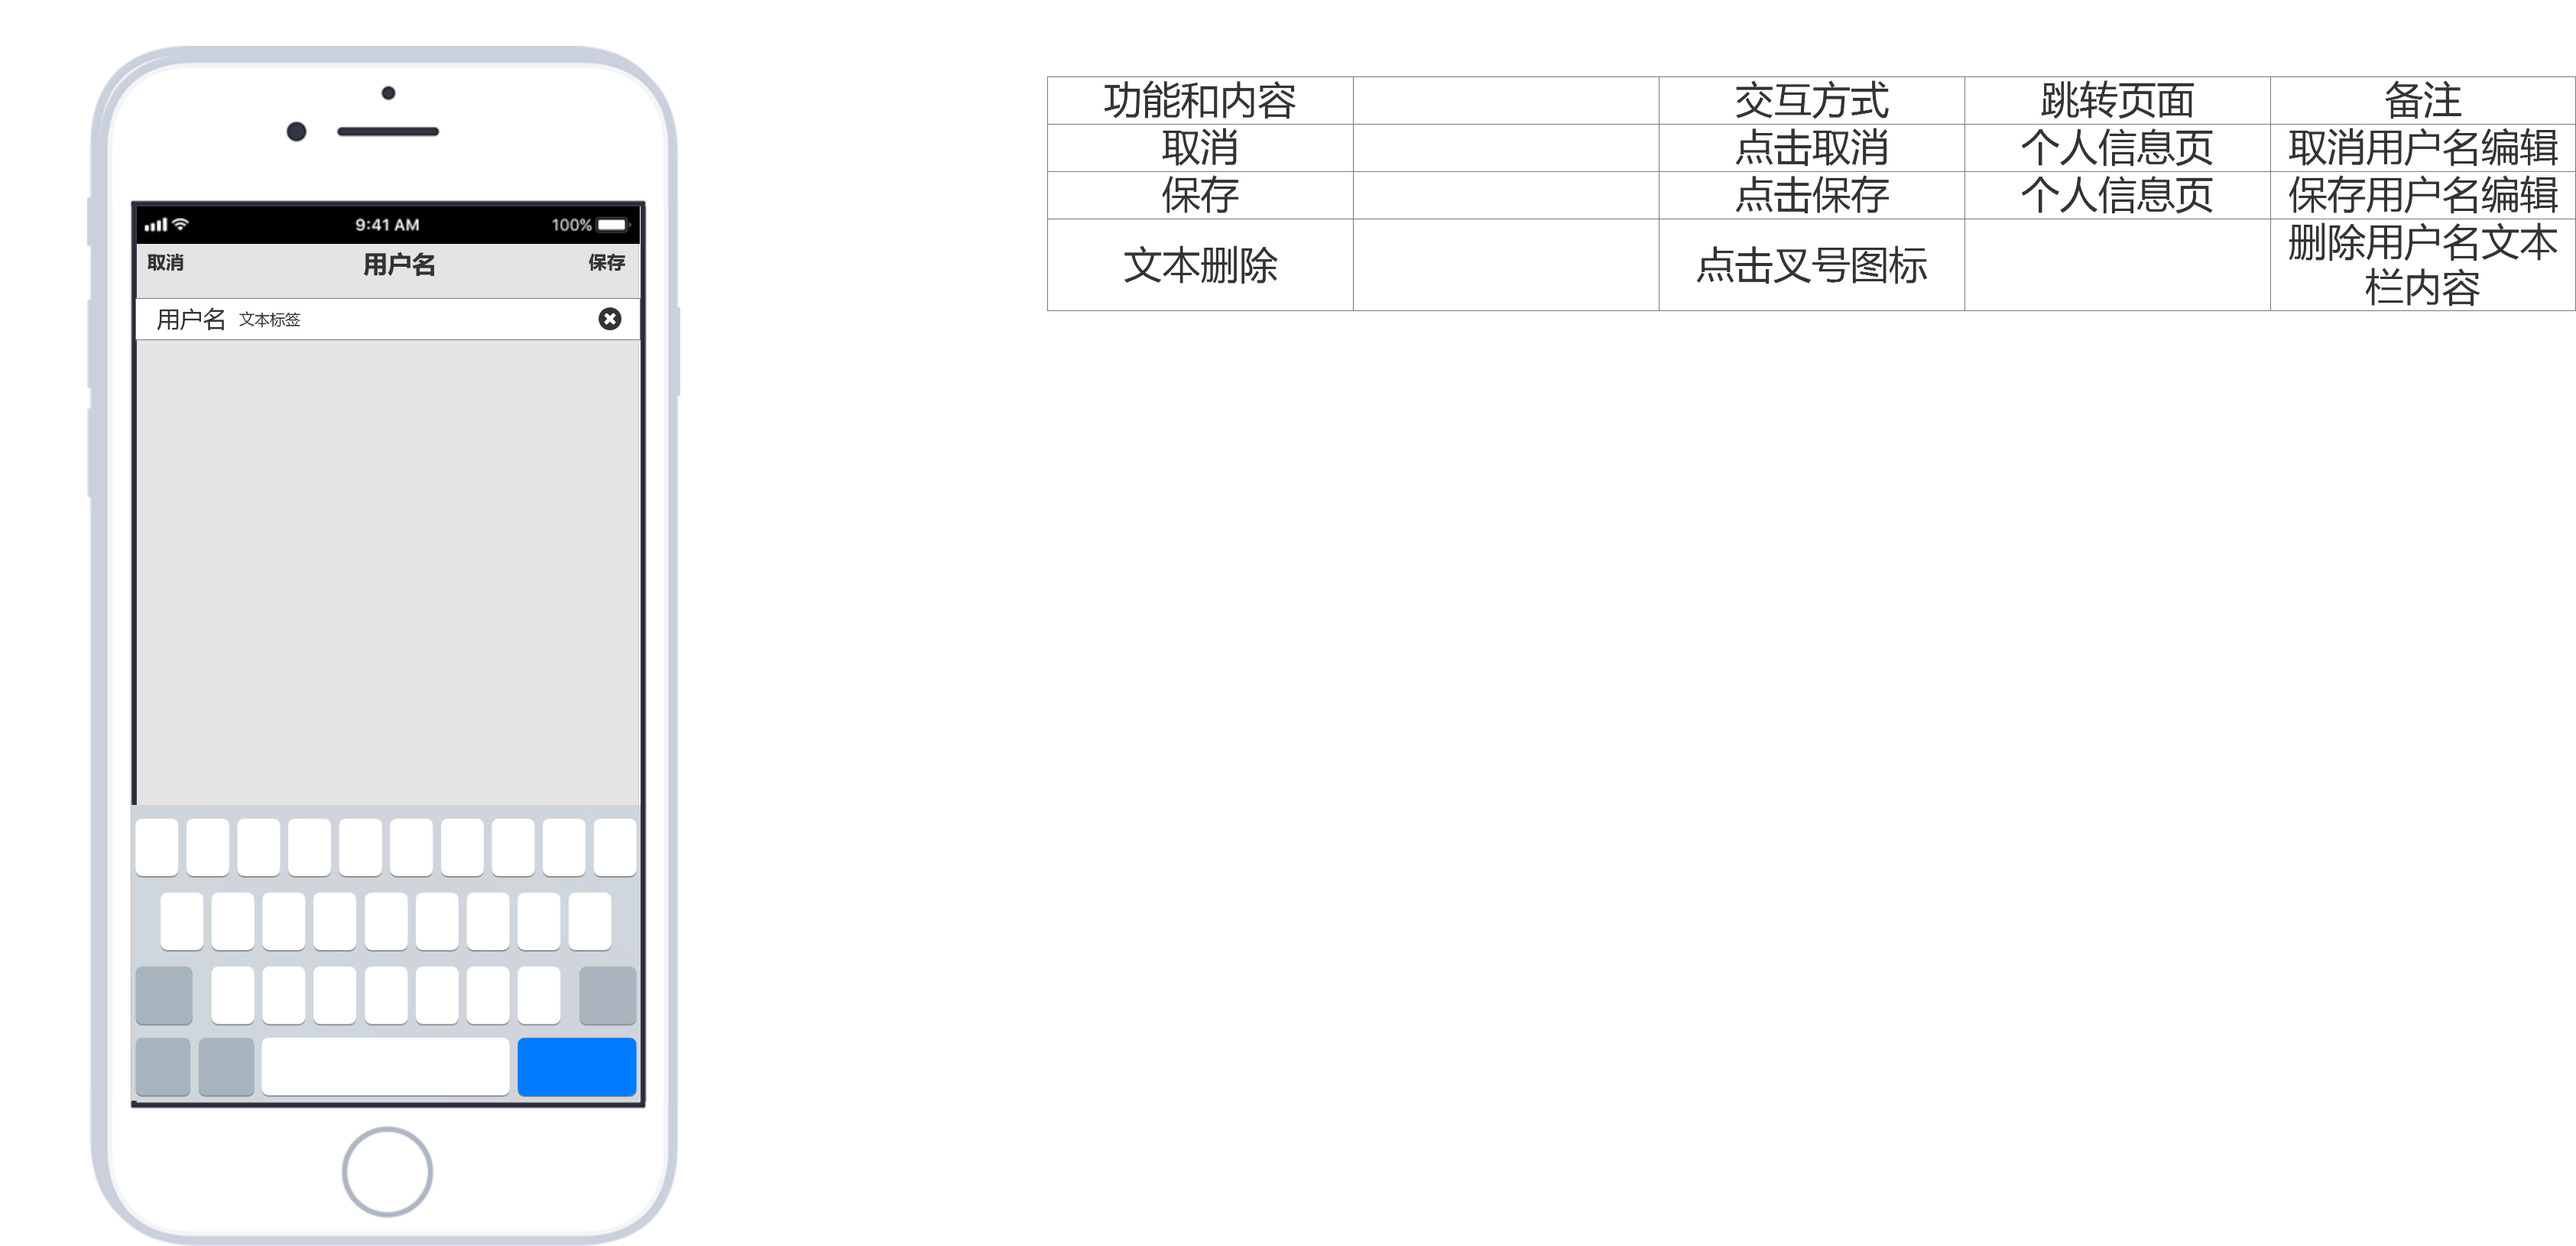 9:41 AM 100%
取消 用户名 保存
用户名 文本标签
功能和内容 交互方式 跳转页面 备注
取消 点击取消 个人信息页 取消用户名编辑
保存 点击保存 个人信息页 保存用户名编辑
文本删除 点击叉号图标 删除用户名文本
栏内容